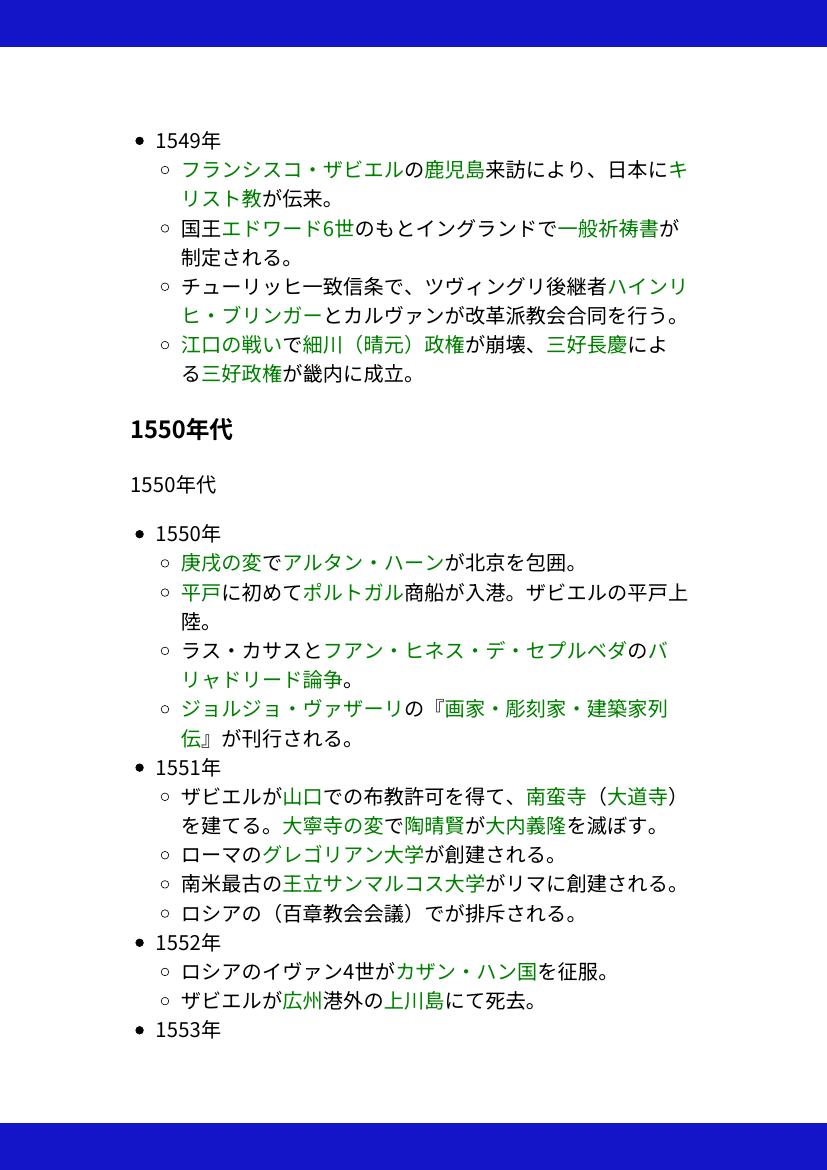 • 1549年
◦ フランシスコ・ザビエルの鹿児島来訪により、日本にキ
リスト教が伝来。
◦ 国王エドワード6世のもとイングランドで一般祈祷書が
制定される。
◦ チューリッヒ一致信条で、ツヴィングリ後継者ハインリ
ヒ・ブリンガーとカルヴァンが改革派教会合同を行う。
◦ 江口の戦いで細川（晴元）政権が崩壊、三好長慶によ
る三好政権が畿内に成立。
1550年代
1550年代
• 1550年
◦ 庚戌の変でアルタン・ハーンが北京を包囲。
◦ 平戸に初めてポルトガル商船が入港。ザビエルの平戸上
陸。
◦ ラス・カサスとフアン・ヒネス・デ・セプルベダのバ
リャドリード論争。
◦ ジョルジョ・ヴァザーリの『画家・彫刻家・建築家列
伝』が刊行される。
• 1551年
◦ ザビエルが山口での布教許可を得て、南蛮寺（大道寺）
を建てる。大寧寺の変で陶晴賢が大内義隆を滅ぼす。
◦ ローマのグレゴリアン大学が創建される。
◦ 南米最古の王立サンマルコス大学がリマに創建される。
◦ ロシアの（百章教会会議）でが排斥される。
• 1552年
◦ ロシアのイヴァン4世がカザン・ハン国を征服。
◦ ザビエルが広州港外の上川島にて死去。
• 1553年